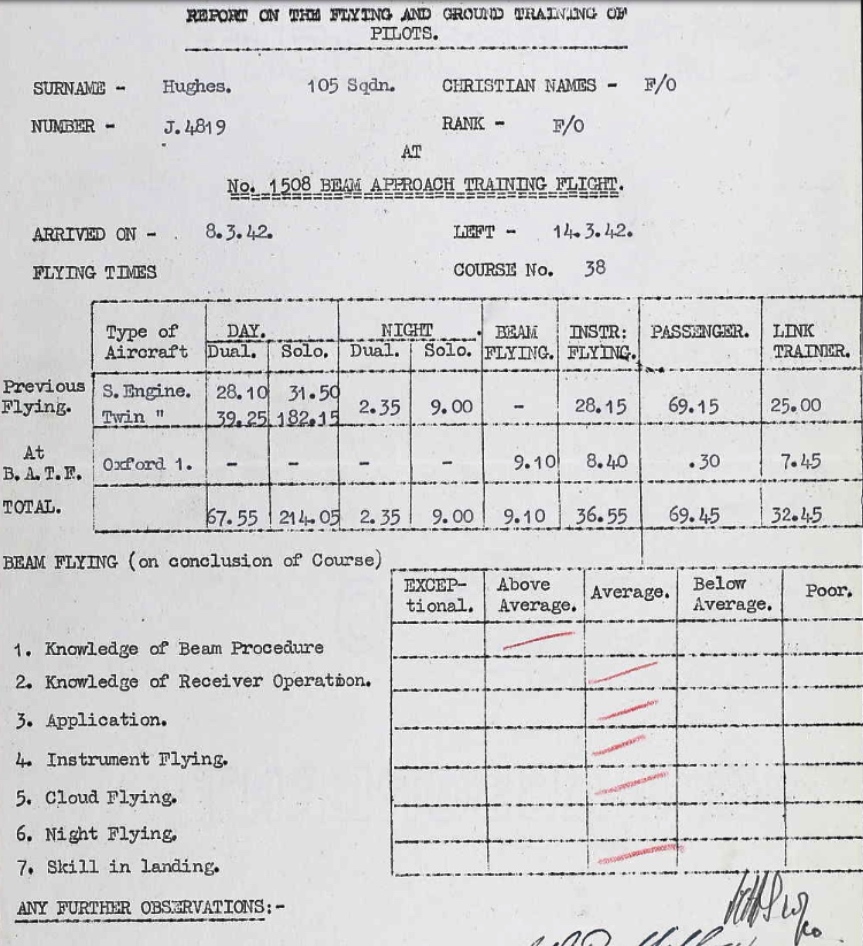 REPORT ON THE FLYING AND GROUND TRAINING OF
PILOTS.
SURNAME - Hughes. 105 Sqdn. CHRISTIAN NAMES - F/O
NUMBER - J.4819 RANK - F/O
AT
No. 1508 BEAM APPROACH TRAINING FLIGHT.
ARRIVED ON - 8.3.42. LEFT - 14.3.42.
FLYING TIMES COURSE No. 38
Type of DAY. NIGHT. BEAM INSTR: PASSENGER. LINK
Aircraft Dual. Solo. Dual. Solo. FLYING. FLYING. TRAINER.
Previous S.Engine. 28.10 31.50
Flying. Twin " 39.25 182.15 2.35 9.00 - 28.15 69.15 25.00
At
B.A.T.F. Oxford 1. - - - - 9.10 8.40 .30 7.45
TOTAL. 67.55 214.05 2.35 9.00 9.10 36.55 69.45 32.45
BEAM FLYING (on conclusion of Course)
EXCEP- Above Average. Below Poor.
tional. Average. Average.
1. Knowledge of Beam Procedure
2. Knowledge of Receiver Operation.
3. Application.
4. Instrument Flying.
5. Cloud Flying.
6. Night Flying.
7. Skill in landing.
ANY FURTHER OBSERVATIONS:-